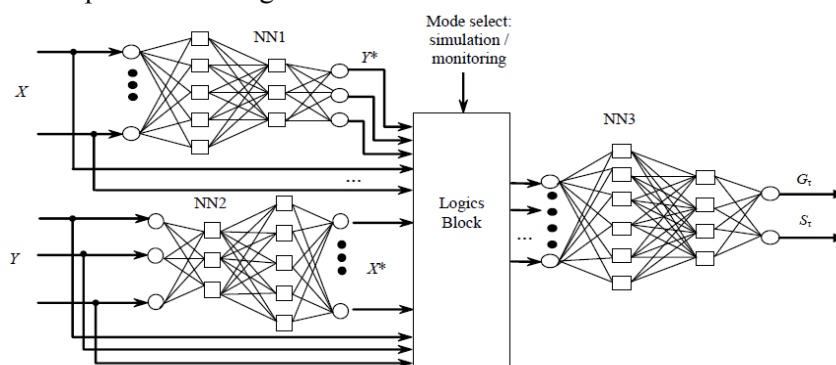 Mode select:
simulation /
monitoring
NN1
Y*
X
NN3
...
NN2
Logics
Block
Gτ
Sτ
...
Y
X*